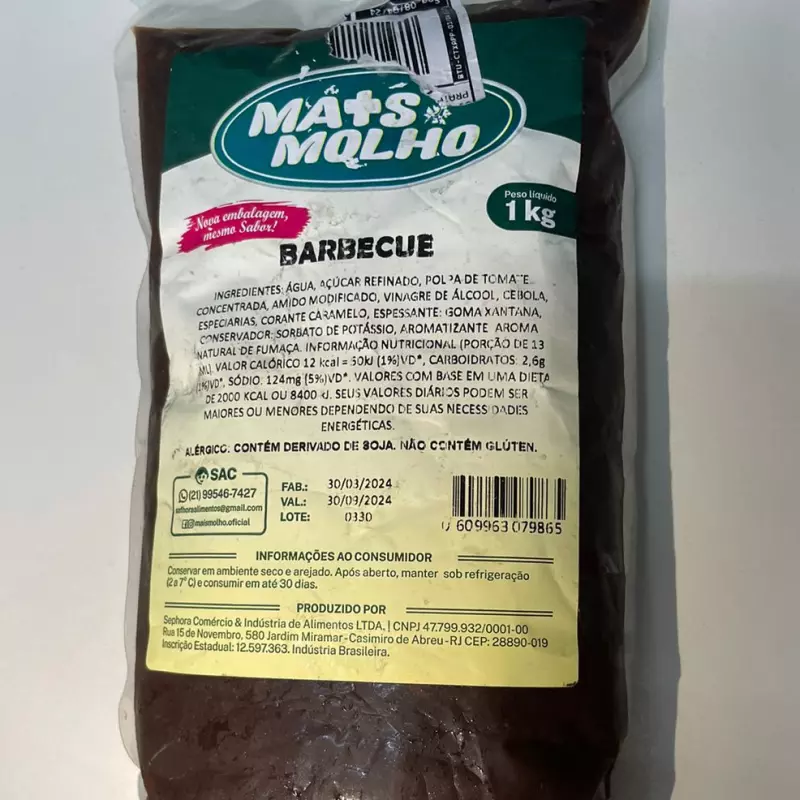 MA+S
MOLHO
Peso líquido
1 kg
Nova embalagem,
mesmo Sabor!
BARBECUE
INGREDIENTES: ÁGUA, AÇÚCAR REFINADO, POLPA DE TOMATE
CONCENTRADA, AMIDO MODIFICADO, VINAGRE DE ÁLCOOL, CEBOLA,
ESPECIARIAS, CORANTE CARAMELO, ESPESSANTE: GOMA XANTANA,
CONSERVADOR: SORBATO DE POTÁSSIO, AROMATIZANTE AROMA
NATURAL DE FUMAÇA. INFORMAÇÃO NUTRICIONAL (PORÇÃO DE 13
ML). VALOR CALÓRICO 12 kcal = 50kJ (1%)VD*, CARBOIDRATOS: 2,6g
(1%)VD*, SÓDIO: 124mg (5%)VD*. VALORES COM BASE EM UMA DIETA
DE 2000 KCAL OU 8400 KJ. SEUS VALORES DIÁRIOS PODEM SER
MAIORES OU MENORES DEPENDENDO DE SUAS NECESSIDADES
ENERGÉTICAS.
ALÉRGICO: CONTÉM DERIVADO DE SOJA. NÃO CONTÉM GLÚTEN.
SAC
(21) 99546-7427
sefhoraalimentos@gmail.com
maismolho.oficial
FAB.: 30/03/2024
VAL.: 30/09/2024
LOTE: 0330
609963 079865
INFORMAÇÕES AO CONSUMIDOR
Conservar em ambiente seco e arejado. Após aberto, manter sob refrigeração
(2 a 7°C) e consumir em até 30 dias.
PRODUZIDO POR
Sephora Comércio & Indústria de Alimentos LTDA. | CNPJ 47.799.932/0001-00
Rua 15 de Novembro, 580 Jardim Miramar - Casimiro de Abreu - RJ CEP: 28890-019
Inscrição Estadual: 12.597.363. Indústria Brasileira.